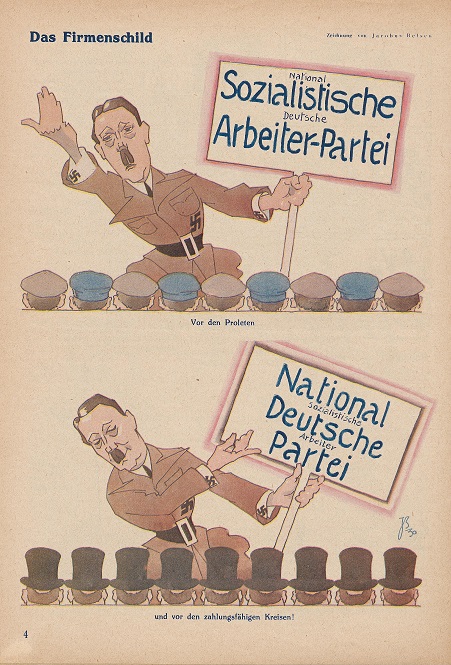 Das Firmenschild
Zeichnung von Jacobus Belsen
National
Sozialistische
Deutsche
Arbeiter-Partei
Vor den Proleten
National
sozialistische
Deutsche
Arbeiter
Partei
und vor den zahlungsfähigen Kreisen!
4